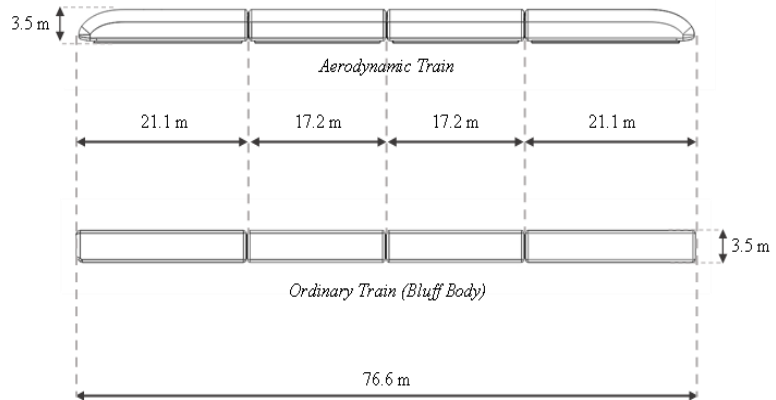 3.5 m
Aerodynamic Train
21.1 m
17.2 m
17.2 m
21.1 m
3.5 m
Ordinary Train (Bluff Body)
76.6 m